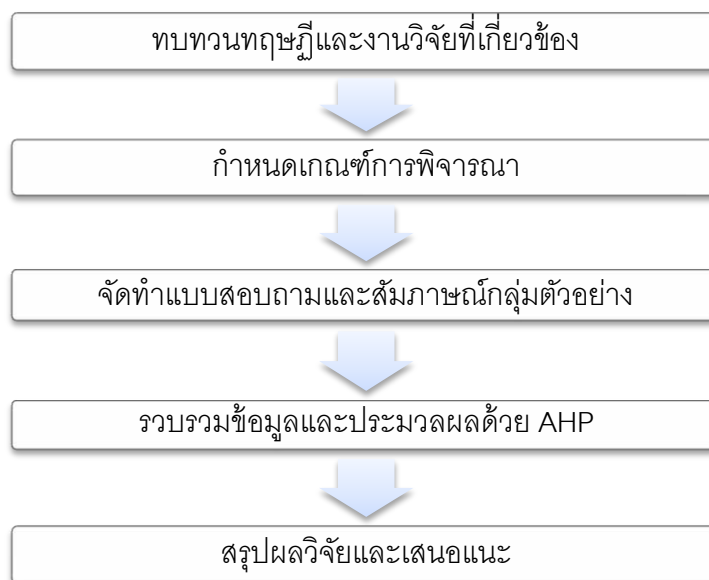 ทบทวนทฤษฏีและงานวิจัยที่เกี่ยวข้อง
กำหนดเกณฑ์การพิจารณา
จัดทำแบบสอบถามและสัมภาษณ์กลุ่มตัวอย่าง
รวบรวมข้อมูลและประมวลผลด้วย AHP
สรุปผลวิจัยและเสนอแนะ